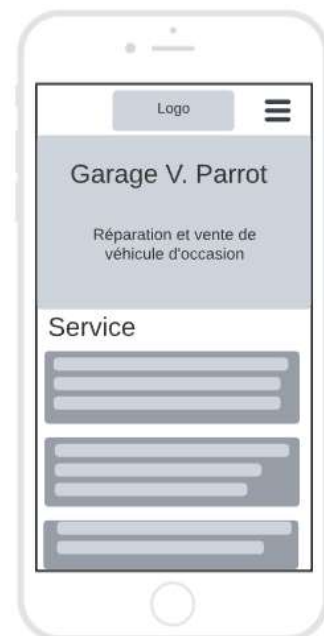 Logo
Garage V. Parrot
Réparation et vente de
véhicule d'occasion
Service